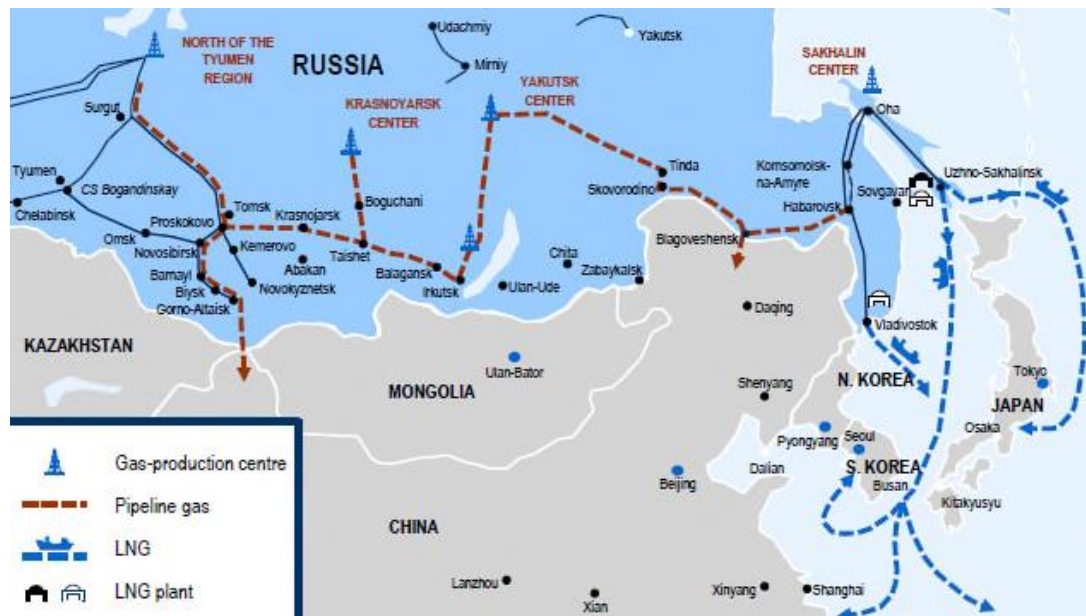 NORTH OF THE
TYUMEN
REGION
RUSSIA
Udachmiy
Mirniy
Yakutsk
SAKHALIN
CENTER
YAKUTSK
CENTER
KRASNOYARSK
CENTER
Surgut
Oha
Tyumen
CS Bogandinskay
Chelabinsk
Tinda
Skovorodino
Komsomolsk-
na-Amyre
Uzhno-Sakhalinsk
Sovgavan
Boguchani
Habarovsk
Proskokovo
Tomsk
Krasnojarsk
Omsk
Novosibirsk
Kemerovo
Taishet
Blagoveshensk
Abakan
Balagansk
Chita
Barnayl
Novokyznetsk
Irkutsk
Ulan-Ude
Zabaykalsk
Biysk
Gorno-Altaisk
Daqing
Vladivostok
KAZAKHSTAN
Ulan-Bator
MONGOLIA
Shenyang
N. KOREA
Tokyo
JAPAN
Osaka
Pyongyang
Seoul
Dalian
S. KOREA
Beijing
Busan
Kitakyusyu
CHINA
Lanzhou
Xian
Xinyang
Shanghai
Gas-production centre
Pipeline gas
LNG
LNG plant